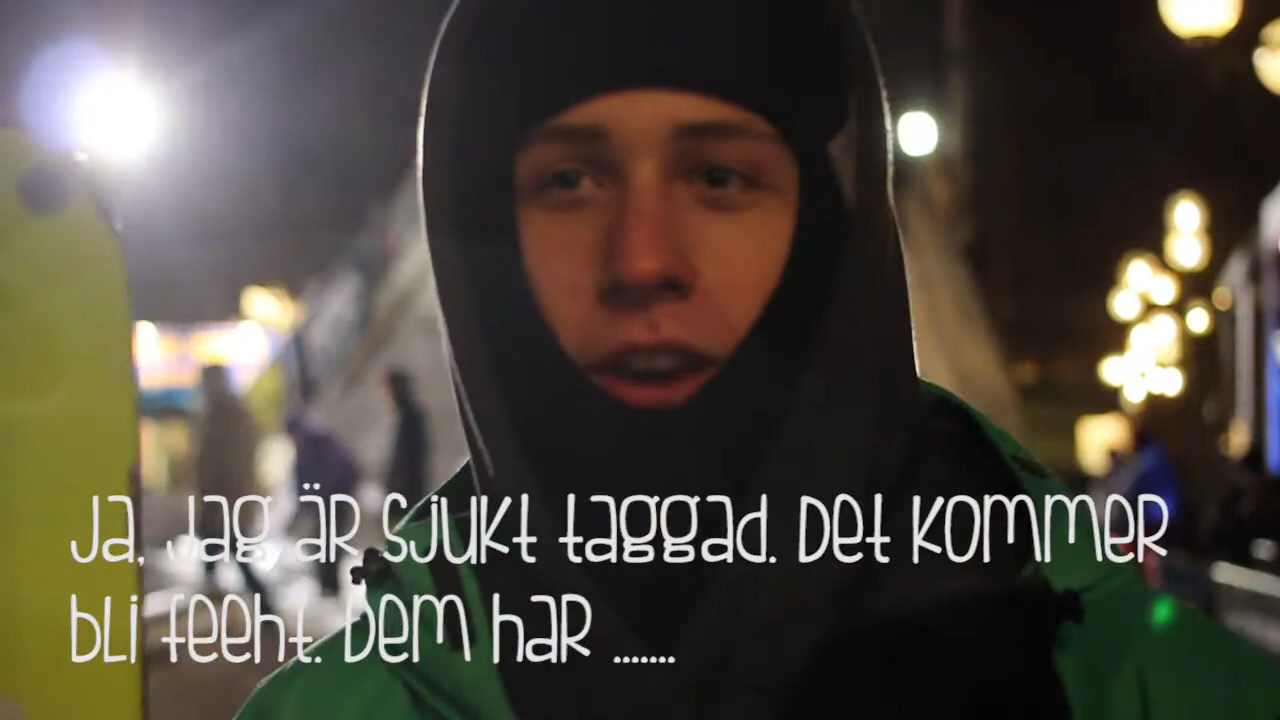 Ja, Jag är sjukt taggad. Det kommer
bli feeht. Dem har .......